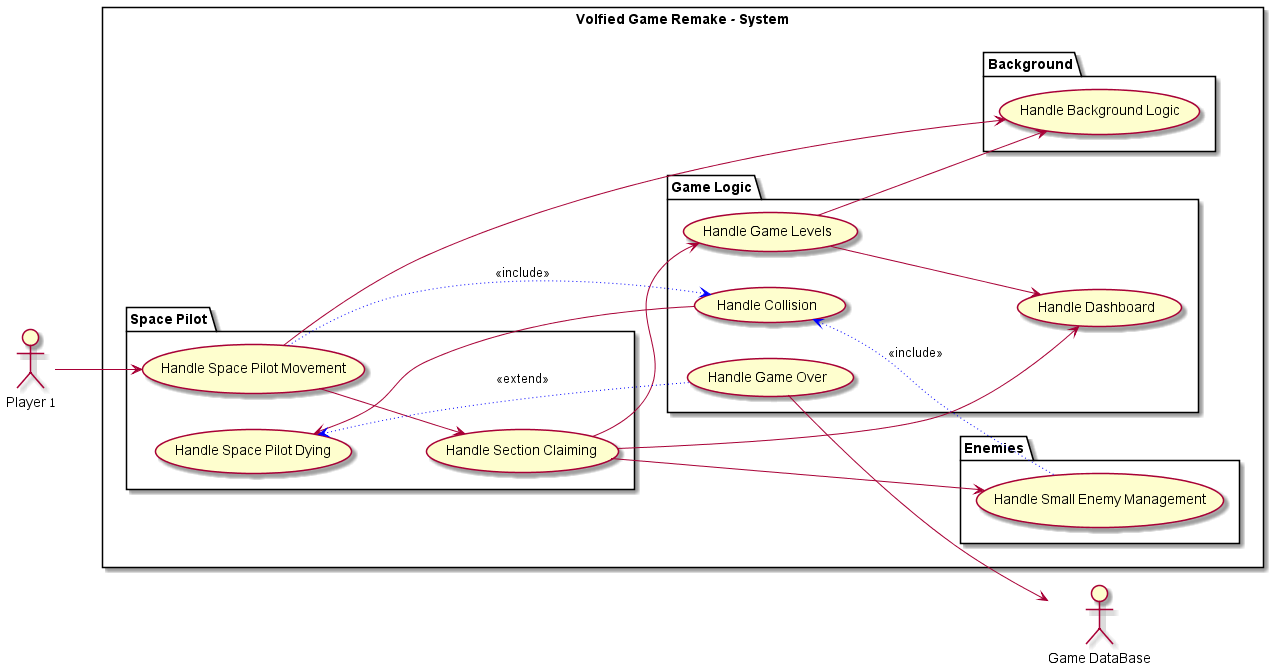 Volfied Game Remake - System
Background
Handle Background Logic
Game Logic
Handle Game Levels
«include»
Handle Collision
Handle Dashboard
Space Pilot
«include»
Handle Space Pilot Movement
«extend»
Handle Game Over
Player 1
Handle Space Pilot Dying
Handle Section Claiming
Enemies
Handle Small Enemy Management
Game DataBase